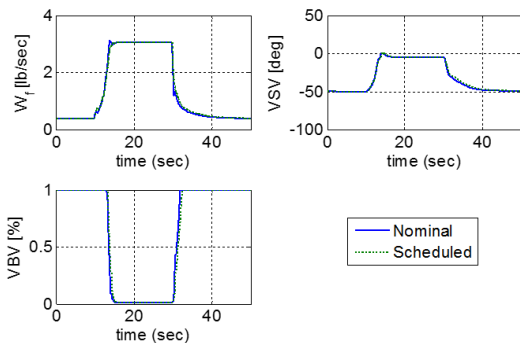 W_f [lb/sec]
4
2
0
0 20 40
time (sec)
VSV [deg]
50
0
-50
-100
0 20 40
time (sec)
VBV [%]
1
0.5
0
0 20 40
time (sec)
Nominal
Scheduled